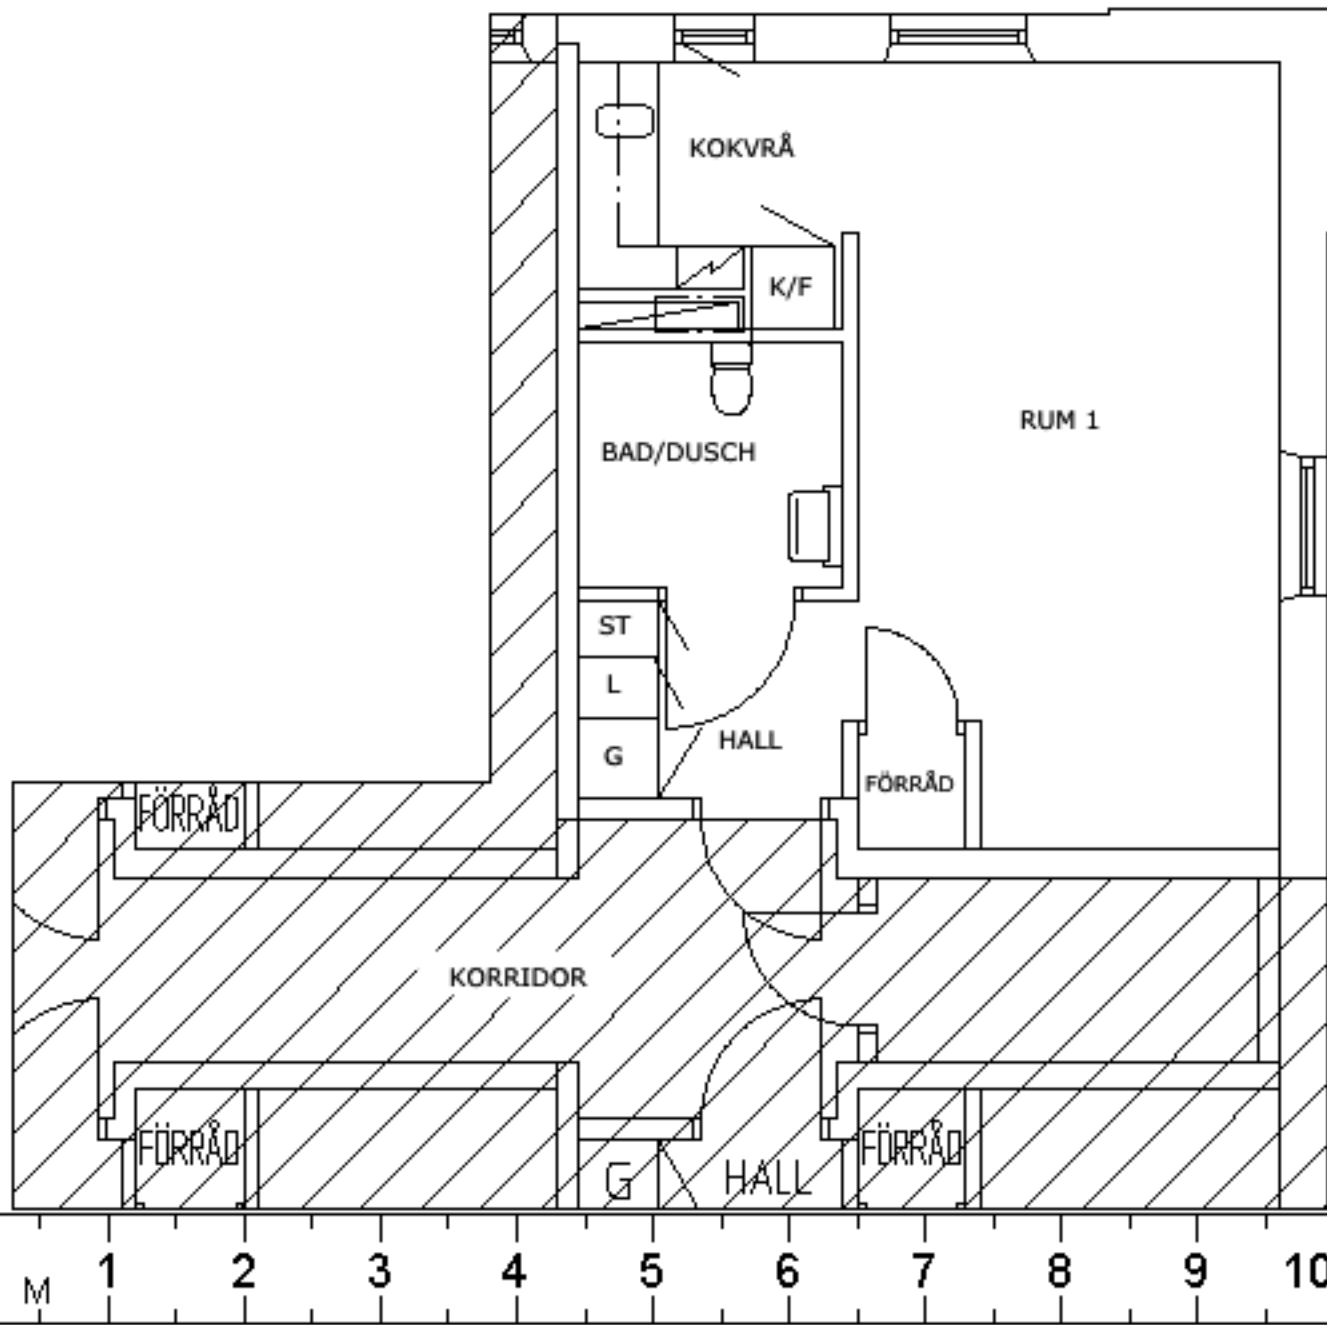 KOKVRÅ
K/F
RUM 1
BAD/DUSCH
ST
L
HALL
G
FÖRRÅD
FÖRRÅD
KORRIDOR
FÖRRÅD
FÖRRÅD
G
HALL
M 1 2 3 4 5 6 7 8 9 10